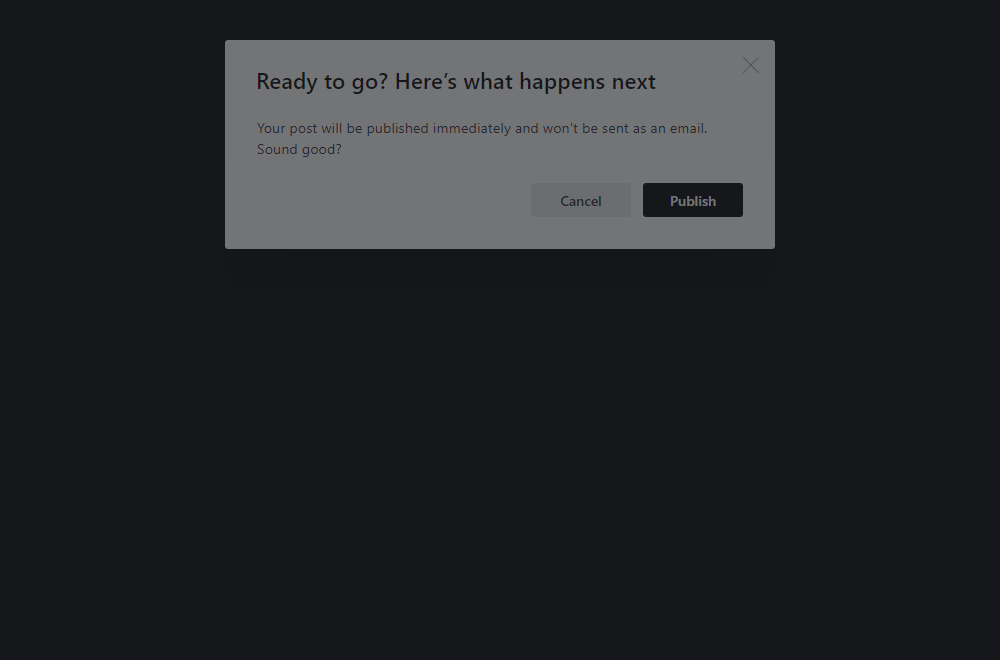 Ready to go? Here’s what happens next
Your post will be published immediately and won't be sent as an email.
Sound good?
Cancel
Publish